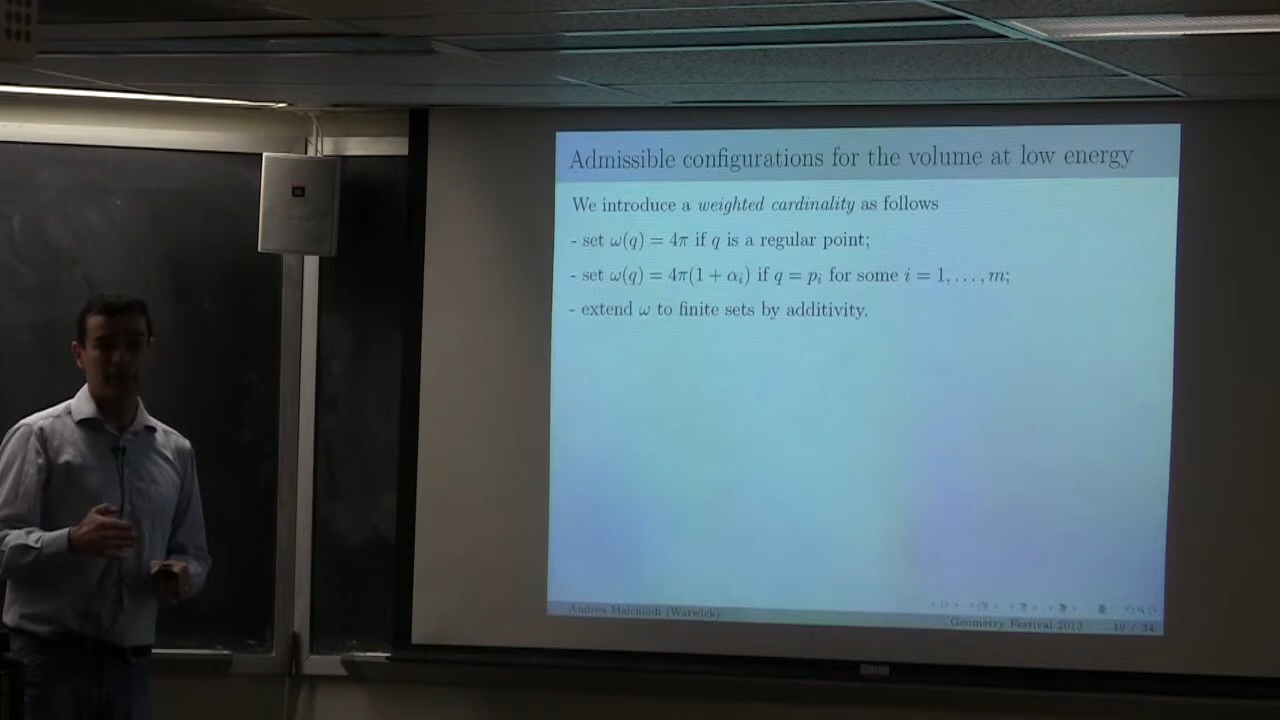 Admissible configurations for the volume at low energy
We introduce a weighted cardinality as follows
- set ω(q) = 4π if q is a regular point;
- set ω(q) = 4π(1 + αᵢ) if q = pᵢ for some i = 1, . . . , m;
- extend ω to finite sets by additivity.
Andrea Malchiodi (Warwick)
Geometry Festival 2013 19 / 34